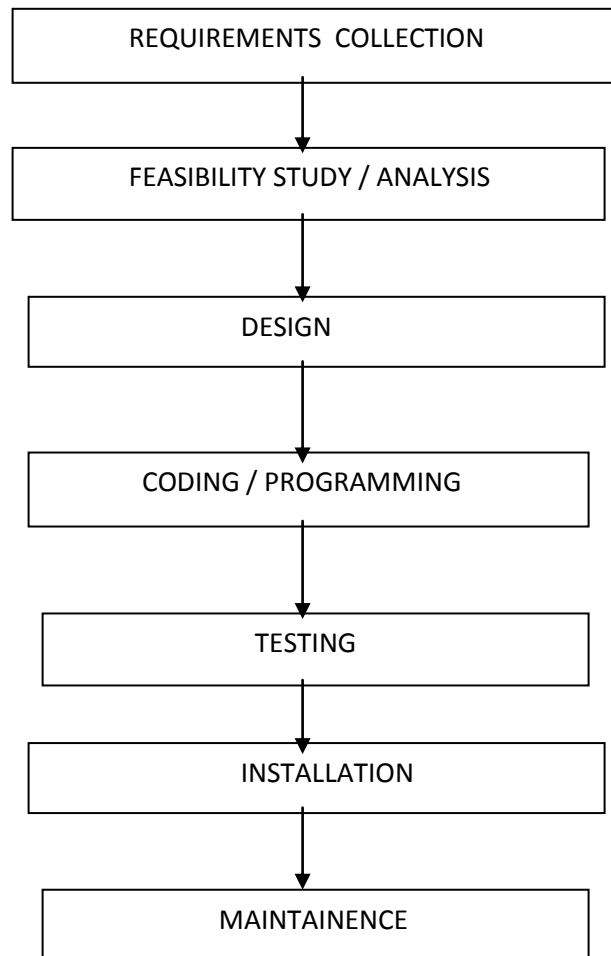 REQUIREMENTS COLLECTION
FEASIBILITY STUDY / ANALYSIS
DESIGN
CODING / PROGRAMMING
TESTING
INSTALLATION
MAINTAINENCE